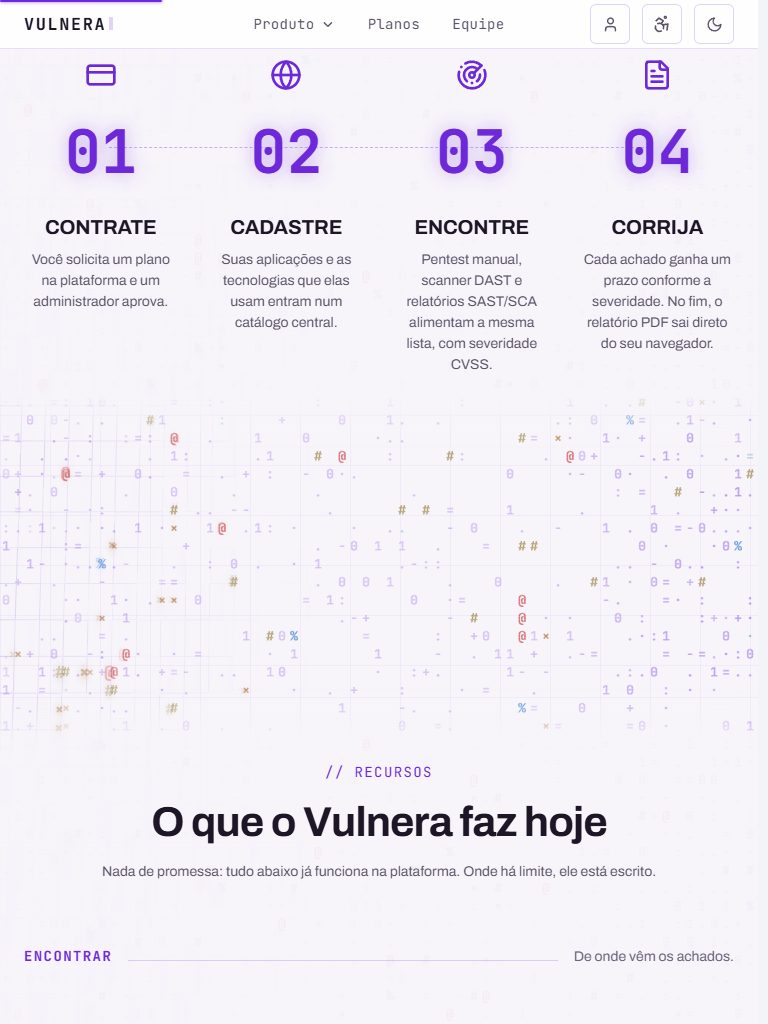 VULNERA
Produto
Planos
Equipe
01
02
03
04
CONTRATE
CADASTRE
ENCONTRE
CORRIJA
Você solicita um plano
na plataforma e um
administrador aprova.
Suas aplicações e as
tecnologias que elas
usam entram num
catálogo central.
Pentest manual,
scanner DAST e
relatórios SAST/SCA
alimentam a mesma
lista, com severidade
CVSS.
Cada achado ganha um
prazo conforme a
severidade. No fim, o
relatório PDF sai direto
do seu navegador.
// RECURSOS
O que o Vulnera faz hoje
Nada de promessa: tudo abaixo já funciona na plataforma. Onde há limite, ele está escrito.
ENCONTRAR
De onde vêm os achados.